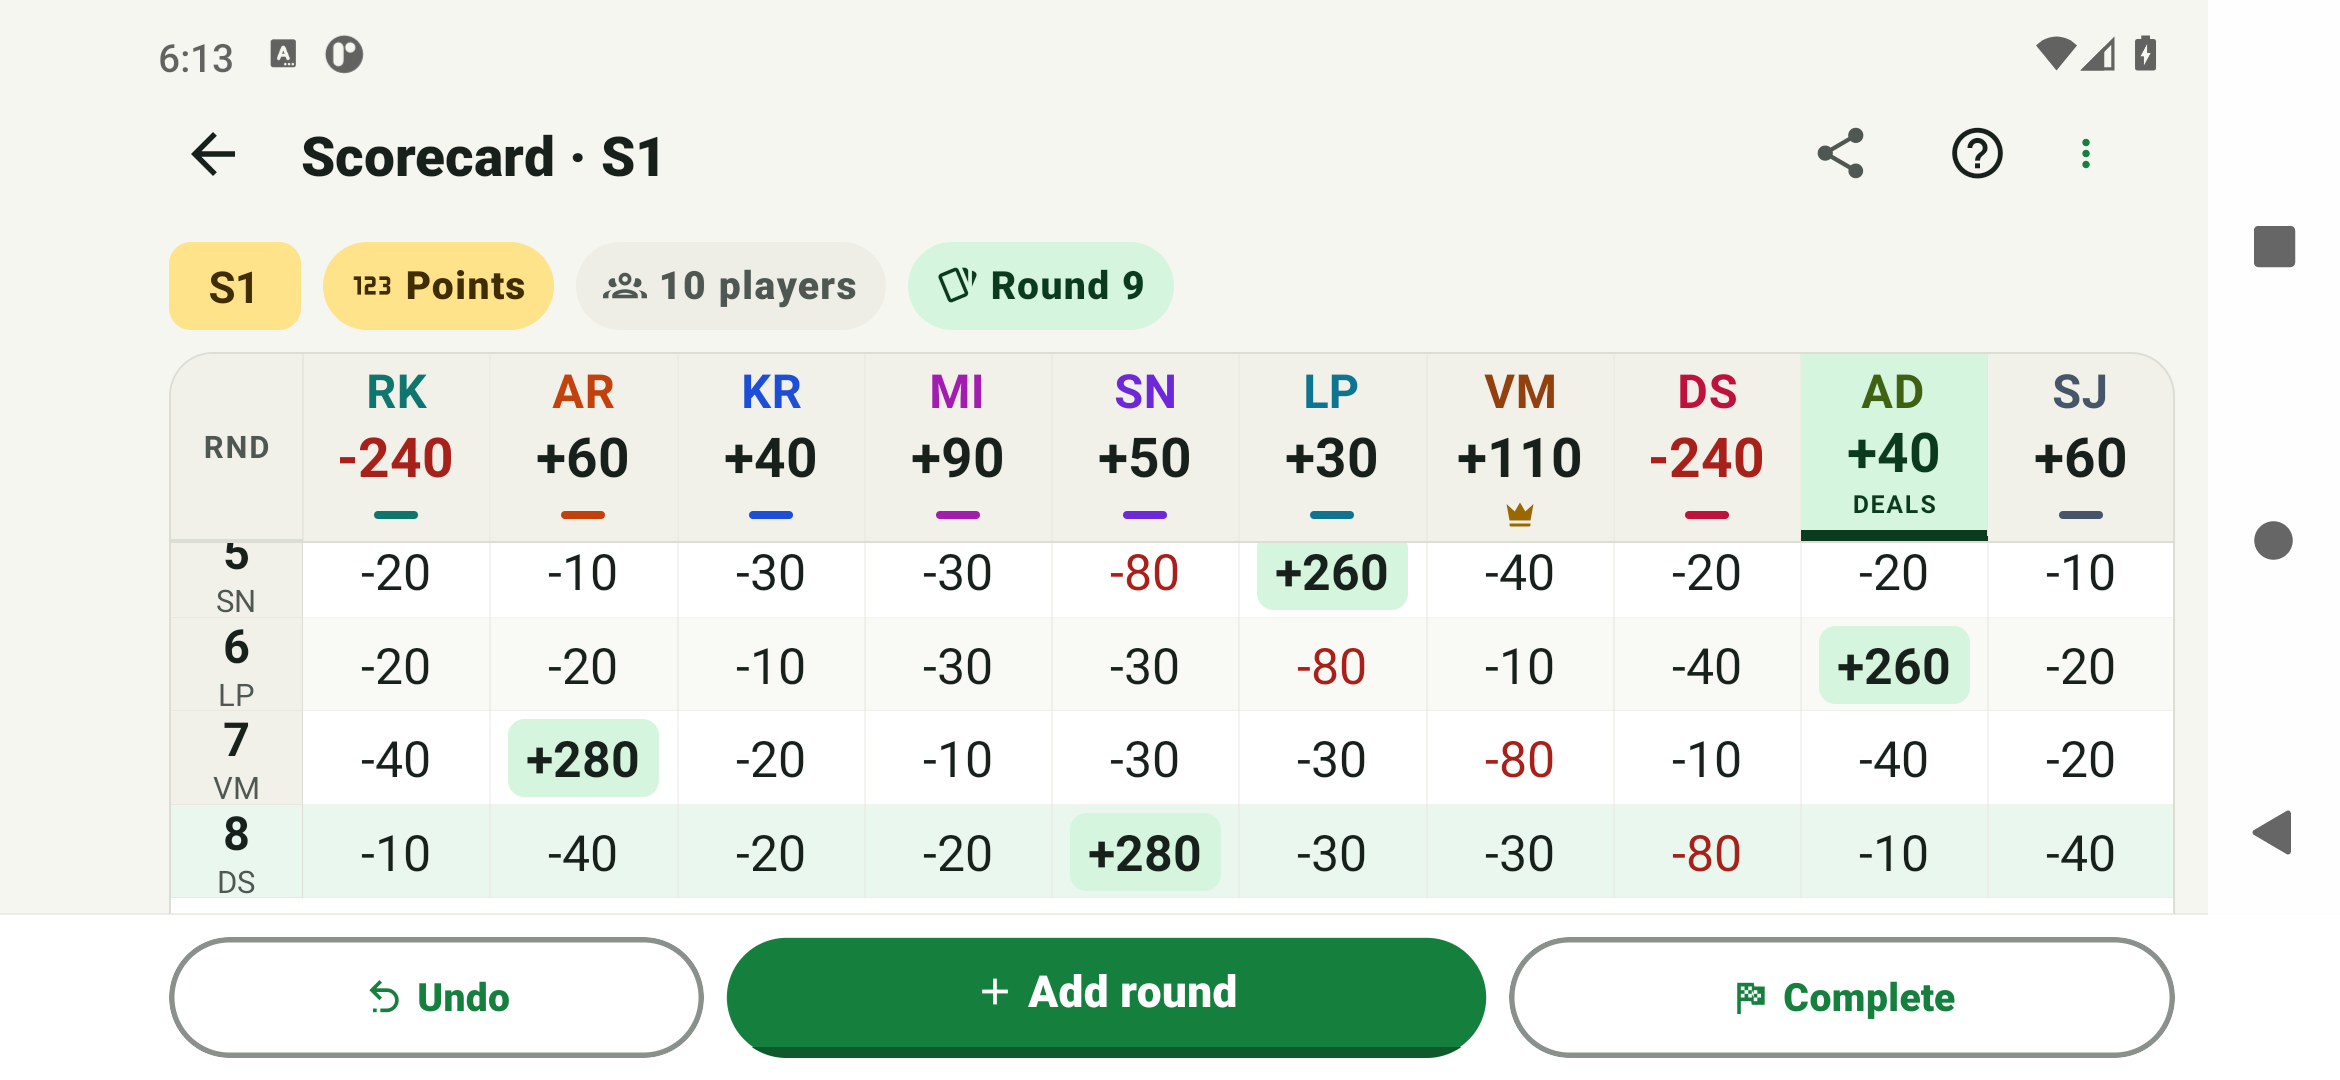 6:13
Scorecard · S1
S1 123 Points 10 players Round 9
RND RK AR KR MI SN LP VM DS AD SJ
-240 +60 +40 +90 +50 +30 +110 -240 +40 +60
DEALS
5 -20 -10 -30 -30 -80 +260 -40 -20 -20 -10
SN
6 -20 -20 -10 -30 -30 -80 -10 -40 +260 -20
LP
7 -40 +280 -20 -10 -30 -30 -80 -10 -40 -20
VM
8 -10 -40 -20 -20 +280 -30 -30 -80 -10 -40
DS
Undo + Add round Complete